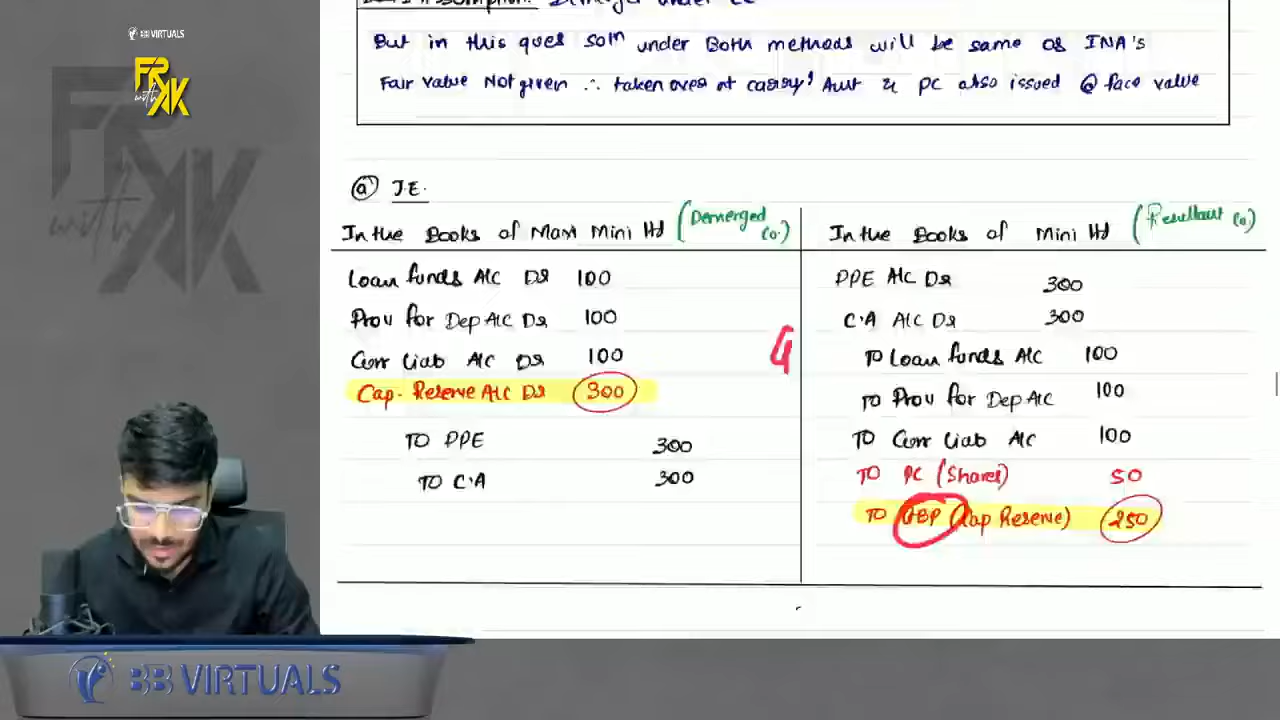 BB VIRTUALS
FR
with
AK
But in this ques Soln under Both methods will be same as INA's
Fair value Not given ∴ taken over at carry' Amt & PC also issued @ face value
(a) J.E.
In the Books of Maxi Mini ltd (Demerged Co.)
Loan funds A/C Dr 100
Prov for Dep A/C Dr 100
Curr Liab A/C Dr 100
Cap. Reserve A/C Dr 300
TO PPE 300
TO C.A 300
In the Books of Mini ltd (Resultant Co)
PPE A/C Dr 300
C.A A/C Dr 300
TO Loan funds A/C 100
TO Prov for Dep A/C 100
TO Curr Liab A/C 100
TO PC (Shares) 50
TO GBP (Cap Reserve) 250
BB VIRTUALS